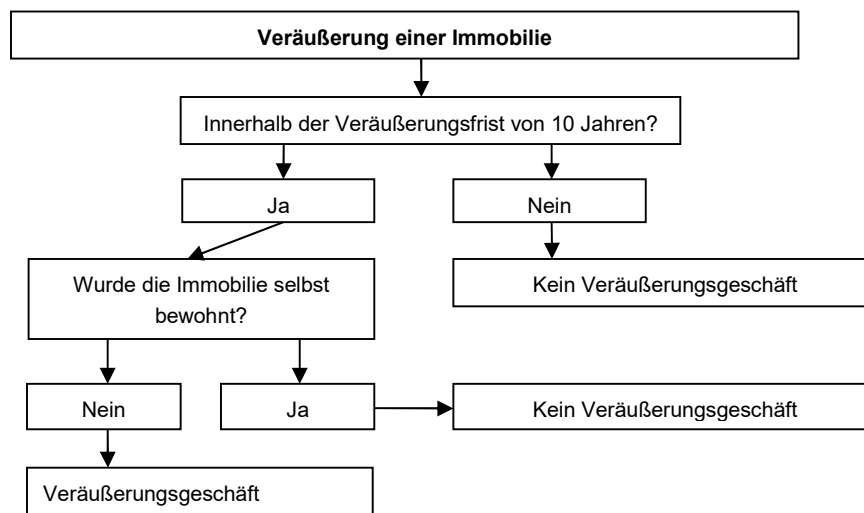 Veräußerung einer Immobilie
Innerhalb der Veräußerungsfrist von 10 Jahren?
Ja
Nein
Wurde die Immobilie selbst
bewohnt?
Kein Veräußerungsgeschäft
Nein
Ja
Kein Veräußerungsgeschäft
Veräußerungsgeschäft